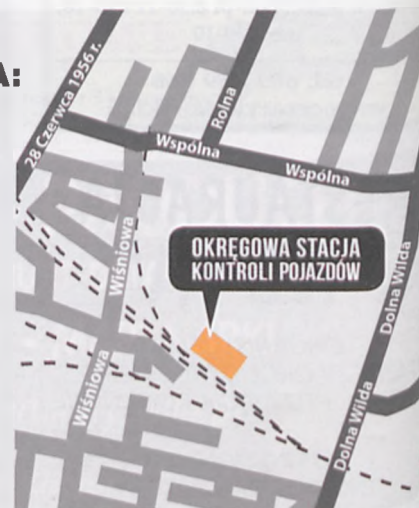 A:
28 Czerwca 1956 r.
Rolna
Wspólna
Wspólna
Wiśniowa
OKRĘGOWA STACJA
KONTROLI POJAZDÓW
Dolna Wilda
Wiśniowa
Dolna Wilda